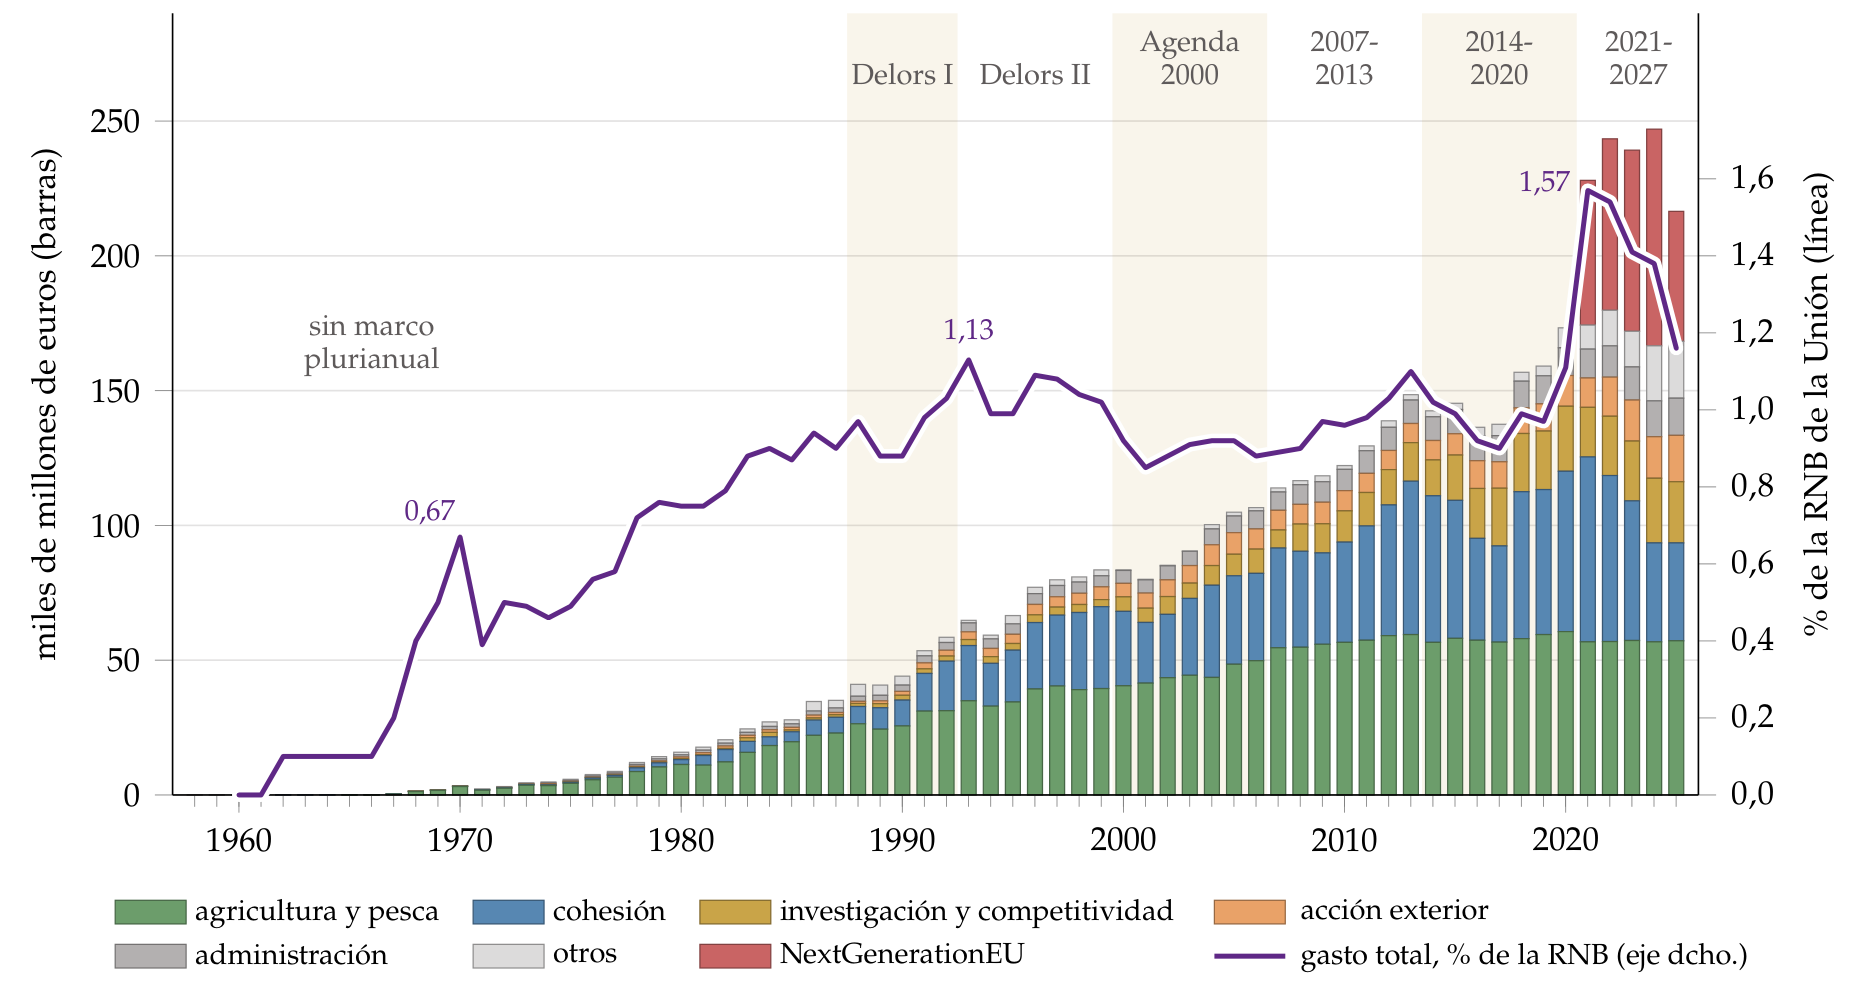 Delors I
Delors II
Agenda
2000
2007-
2013
2014-
2020
2021-
2027
miles de millones de euros (barras)
250
200
150
100
50
0
sin marco
plurianual
0,67
1,13
1,57
1,6
1,4
1,2
1,0
0,8
0,6
0,4
0,2
0,0
% de la RNB de la Unión (línea)
1960
1970
1980
1990
2000
2010
2020
agricultura y pesca
cohesión
investigación y competitividad
acción exterior
administración
otros
NextGenerationEU
gasto total, % de la RNB (eje dcho.)